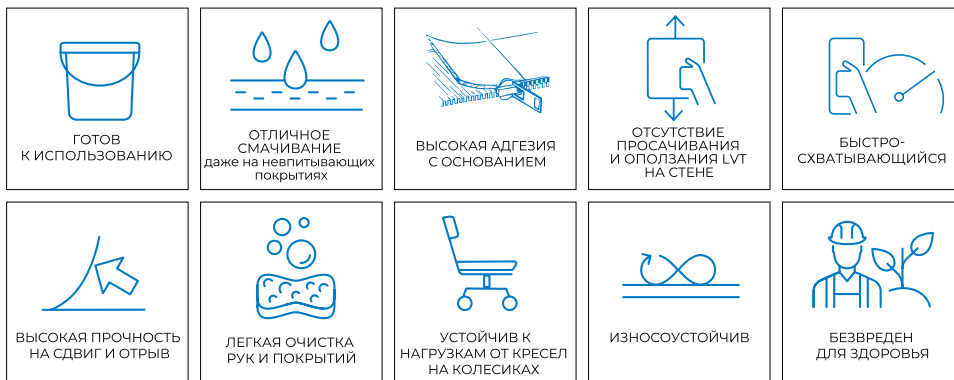 ГОТОВ
К ИСПОЛЬЗОВАНИЮ
ОТЛИЧНОЕ
СМАЧИВАНИЕ
даже на невпитывающих
покрытиях
ВЫСОКАЯ АДГЕЗИЯ
С ОСНОВАНИЕМ
ОТСУТСТВИЕ
ПРОСАЧИВАНИЯ
И ОПОЛЗАНИЯ LVT
НА СТЕНЕ
БЫСТРО-
СХВАТЫВАЮЩИЙСЯ
ВЫСОКАЯ ПРОЧНОСТЬ
НА СДВИГ И ОТРЫВ
ЛЕГКАЯ ОЧИСТКА
РУК И ПОКРЫТИЙ
УСТОЙЧИВ К
НАГРУЗКАМ ОТ КРЕСЕЛ
НА КОЛЕСИКАХ
ИЗНОСОУСТОЙЧИВ
БЕЗВРЕДЕН
ДЛЯ ЗДОРОВЬЯ